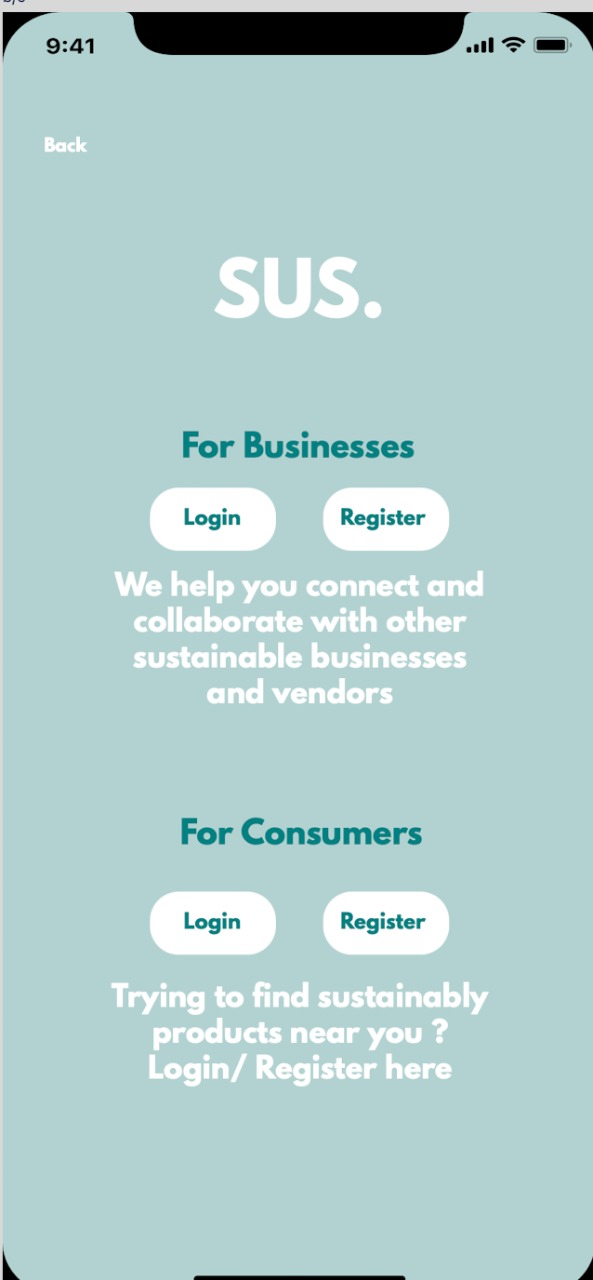 9:41
Back
SUS.
For Businesses
Login Register
We help you connect and
collaborate with other
sustainable businesses
and vendors
For Consumers
Login Register
Trying to find sustainably
products near you ?
Login/ Register here